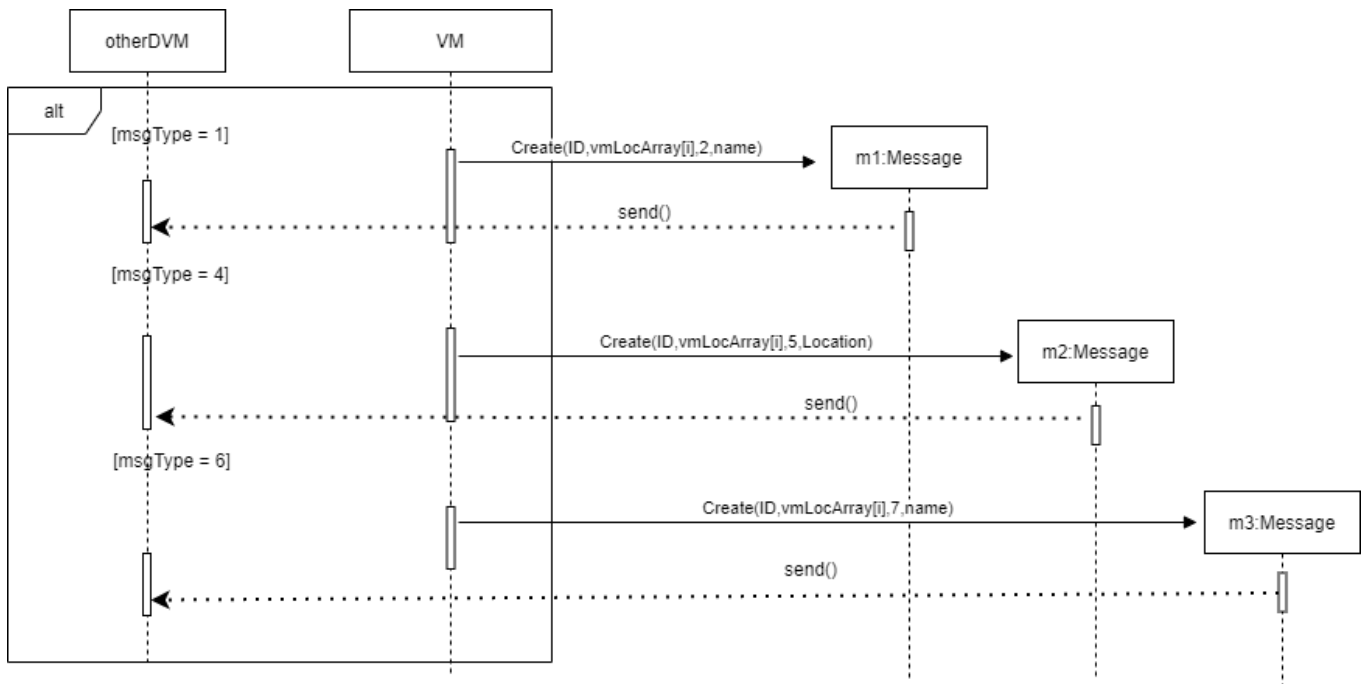 otherDVM
VM
alt
[msgType = 1]
Create(ID,vmLocArray[i],2,name)
m1:Message
send()
[msgType = 4]
Create(ID,vmLocArray[i],5,Location)
m2:Message
send()
[msgType = 6]
Create(ID,vmLocArray[i],7,name)
m3:Message
send()